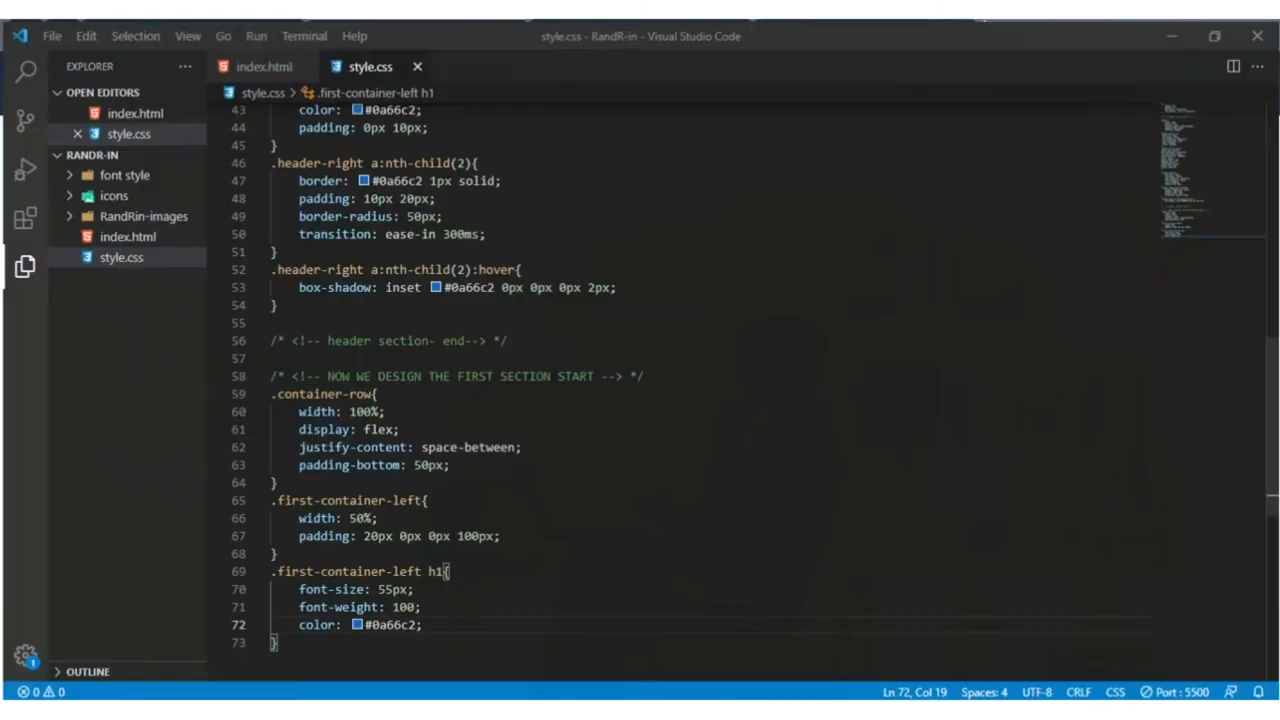 File Edit Selection View Go Run Terminal Help
style.css - RandR-in - Visual Studio Code
EXPLORER
OPEN EDITORS
index.html
style.css
RANDR-IN
font style
icons
RandRin-images
index.html
style.css
OUTLINE
index.html
style.css
style.css > .first-container-left h1
43 color: #0a66c2;
44 padding: 0px 10px;
45 }
46 .header-right a:nth-child(2){
47 border: #0a66c2 1px solid;
48 padding: 10px 20px;
49 border-radius: 50px;
50 transition: ease-in 300ms;
51 }
52 .header-right a:nth-child(2):hover{
53 box-shadow: inset #0a66c2 0px 0px 0px 2px;
54 }
55
56 /* <!-- header section- end--> */
57
58 /* <!-- NOW WE DESIGN THE FIRST SECTION START --> */
59 .container-row{
60 width: 100%;
61 display: flex;
62 justify-content: space-between;
63 padding-bottom: 50px;
64 }
65 .first-container-left{
66 width: 50%;
67 padding: 20px 0px 0px 100px;
68 }
69 .first-container-left h1{
70 font-size: 55px;
71 font-weight: 100;
72 color: #0a66c2;
73 }
1
0 0
Ln 72, Col 19 Spaces: 4 UTF-8 CRLF CSS Port : 5500